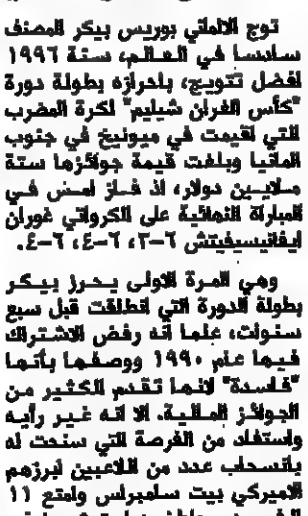 توج الالماني بوريس بيكر المصنف
سادسا في العالم، سنة ١٩٩٦
افضل تتويج، باحرازه بطولة دورة
"كأس الغران شيليم" لكرة المضرب
التي اقيمت في ميونيخ في جنوب
المانيا وبلغت قيمة جوائزها ستة
ملايين دولار، اذ فاز امس في
المباراة النهائية على الكرواتي غوران
ايفانيسيفيتش ٦-٣، ٦-٤، ٦-٤.
وهي المرة الاولى يحرز بيكر
بطولة الدورة التي انطلقت قبل سبع
سنوات، علما انه رفض الاشتراك
فيها عام ١٩٩٠ ووصفها بأنها
"فاسدة" لانها تقدم الكثير من
الجوائز المالية. الا انه غير رأيه
واستفاد من الفرصة التي سنحت له
بانسحاب عدد من اللاعبين ابرزهم
الاميركي بيت سامبراس وامتع ١١